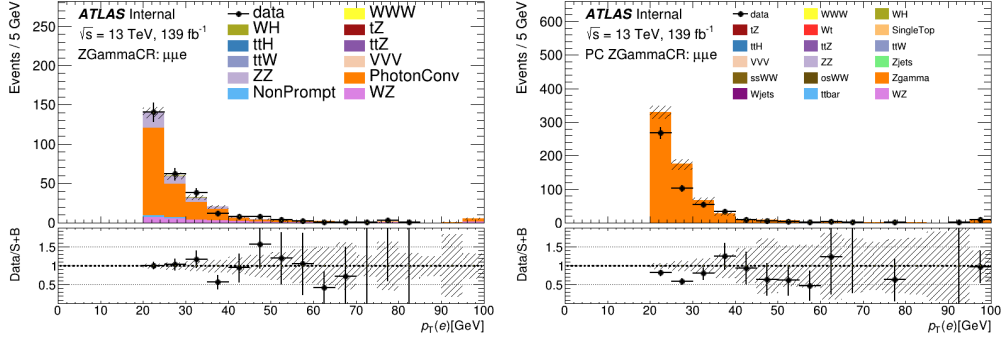 ATLAS Internal
√s = 13 TeV, 139 fb⁻¹
ZGammaCR: μμe
data
WH
ttH
ttW
ZZ
NonPrompt
WWW
tZ
ttZ
VVV
PhotonConv
WZ
Events / 5 GeV
250
200
150
100
50
0
Data/S+B
1.5
1
0.5
0 10 20 30 40 50 60 70 80 90 100
pT(e)[GeV]
ATLAS Internal
√s = 13 TeV, 139 fb⁻¹
PC ZGammaCR: μμe
data WWW WH
tZ Wt SingleTop
ttH ttZ ttW
VVV ZZ Zjets
ssWW osWW Zgamma
Wjets ttbar WZ
Events / 5 GeV
600
500
400
300
200
100
0
Data/S+B
1.5
1
0.5
0 10 20 30 40 50 60 70 80 90 100
pT(e)[GeV]